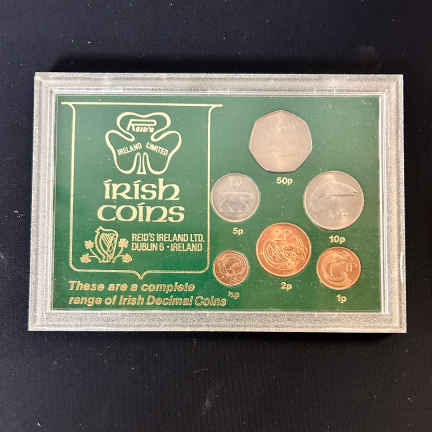 Reid's
IRELAND LIMITED
irish
coins
REID'S IRELAND LTD.
DUBLIN 6 · IRELAND
These are a complete
range of Irish Decimal Coins
50p
5p
10p
½p
2p
1p